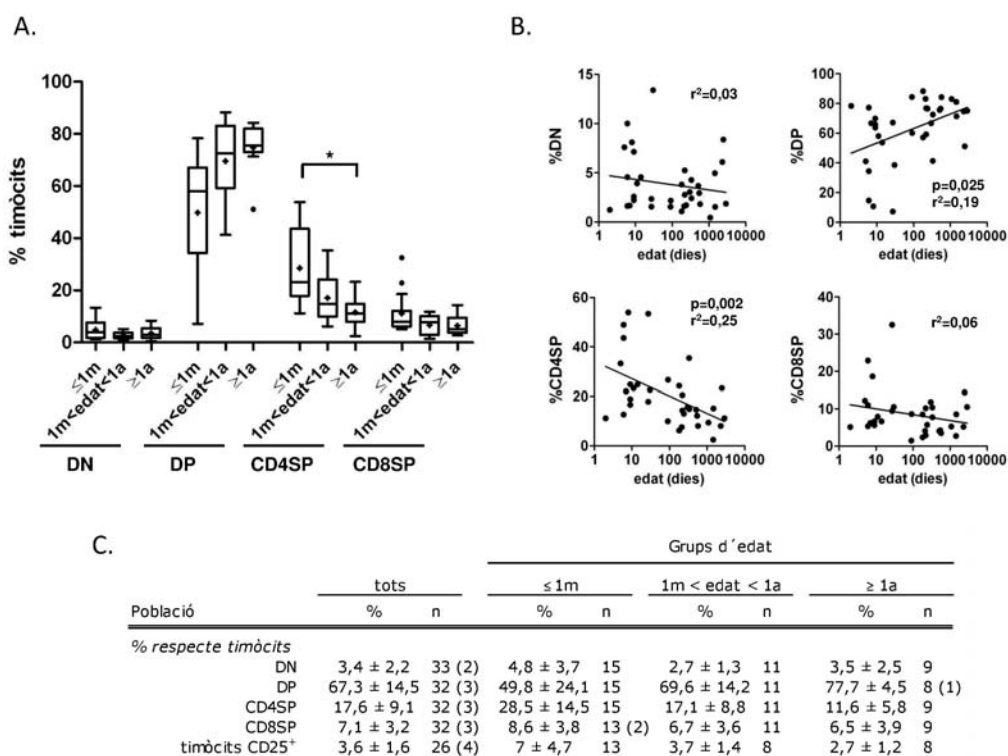 A.
B.
% timòcits
100
80
60
40
20
0
*
≤1m
1m<edat<1a
≥1a
≤1m
1m<edat<1a
≥1a
≤1m
1m<edat<1a
≥1a
≤1m
1m<edat<1a
≥1a
DN DP CD4SP CD8SP
%DN
15
10
5
0
r²=0,03
1 10 100 1000 10000
edat (dies)
%DP
100
80
60
40
20
0
p=0,025
r²=0,19
1 10 100 1000 10000
edat (dies)
%CD4SP
60
40
20
0
p=0,002
r²=0,25
1 10 100 1000 10000
edat (dies)
%CD8SP
40
30
20
10
0
r²=0,06
1 10 100 1000 10000
edat (dies)
C.
Grups d´edat
tots ≤ 1m 1m < edat < 1a ≥ 1a
Població % n % n % n % n
% respecte timòcits
DN 3,4 ± 2,2 33 (2) 4,8 ± 3,7 15 2,7 ± 1,3 11 3,5 ± 2,5 9
DP 67,3 ± 14,5 32 (3) 49,8 ± 24,1 15 69,6 ± 14,2 11 77,7 ± 4,5 8 (1)
CD4SP 17,6 ± 9,1 32 (3) 28,5 ± 14,5 15 17,1 ± 8,8 11 11,6 ± 5,8 9
CD8SP 7,1 ± 3,2 32 (3) 8,6 ± 3,8 13 (2) 6,7 ± 3,6 11 6,5 ± 3,9 9
timòcits CD25⁺ 3,6 ± 1,6 26 (4) 7 ± 4,7 13 3,7 ± 1,4 8 2,7 ± 1,2 8